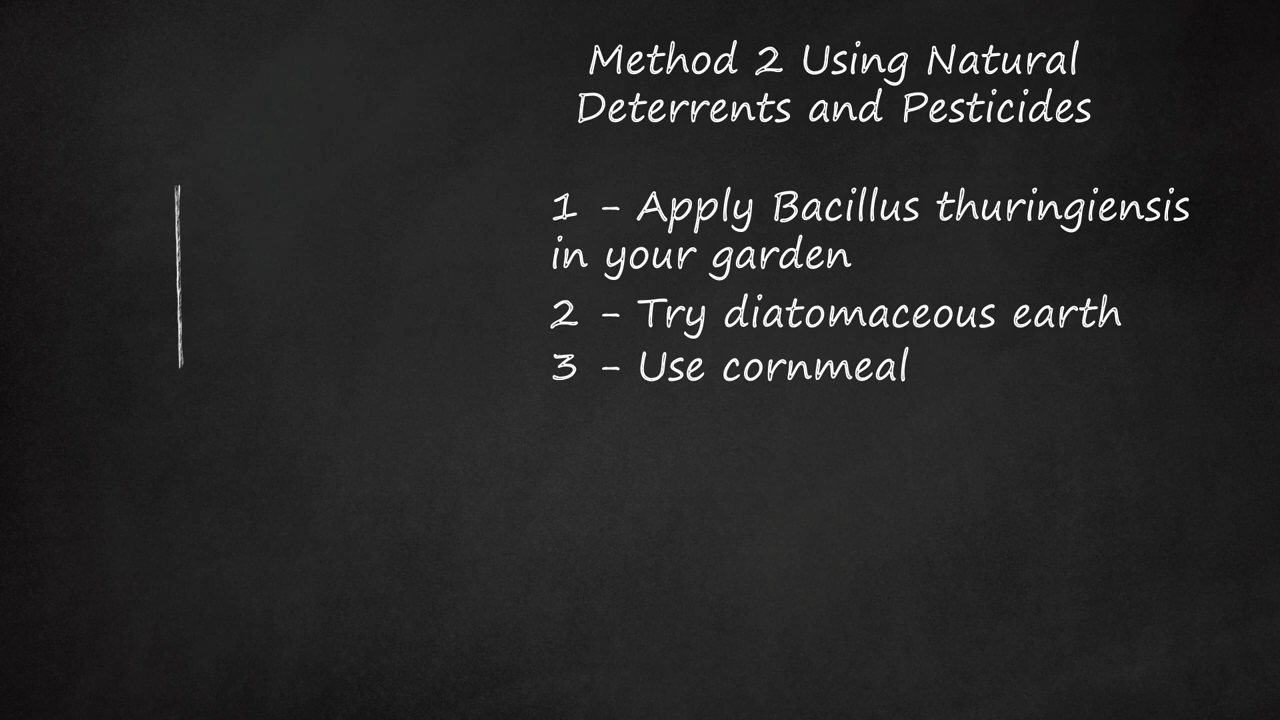 Method 2 Using Natural
Deterrents and Pesticides
1 - Apply Bacillus thuringiensis
in your garden
2 - Try diatomaceous earth
3 - Use cornmeal